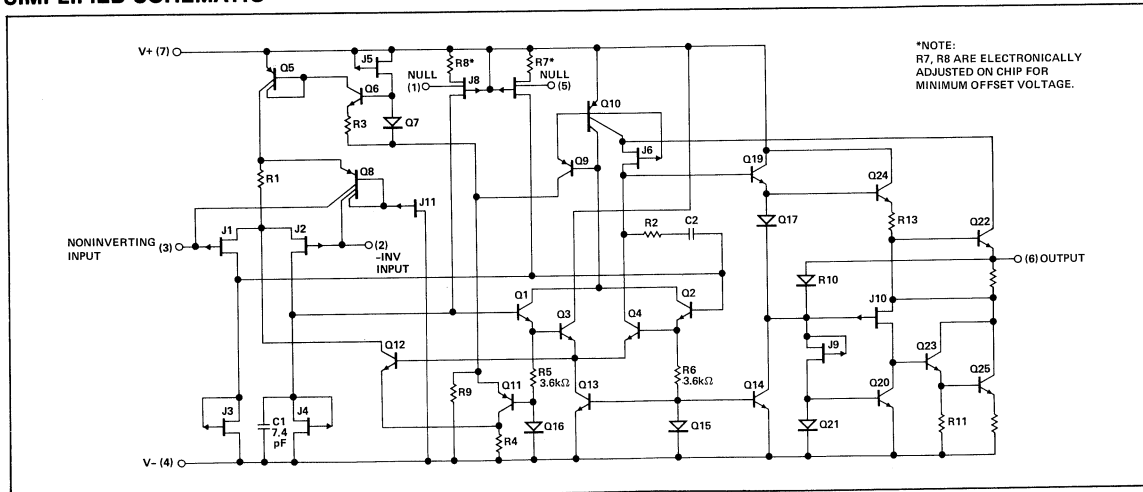 V+ (7)
Q5
J5
Q6
R3
Q7
R8*
NULL
(1)
J8
R7*
NULL
(5)
Q10
*NOTE:
R7, R8 ARE ELECTRONICALLY
ADJUSTED ON CHIP FOR
MINIMUM OFFSET VOLTAGE.
J6
Q9
Q19
Q24
R1
Q8
J11
Q17
R13
Q22
R2
C2
NONINVERTING
INPUT
(3)
J1
J2
(2)
-INV
INPUT
(6) OUTPUT
R10
J10
Q1
Q3
Q4
Q2
Q12
J9
Q23
Q25
R5
3.6kΩ
R6
3.6kΩ
R9
Q11
Q13
Q14
Q20
J3
C1
7.4
pF
J4
R4
Q16
Q15
Q21
R11
V- (4)